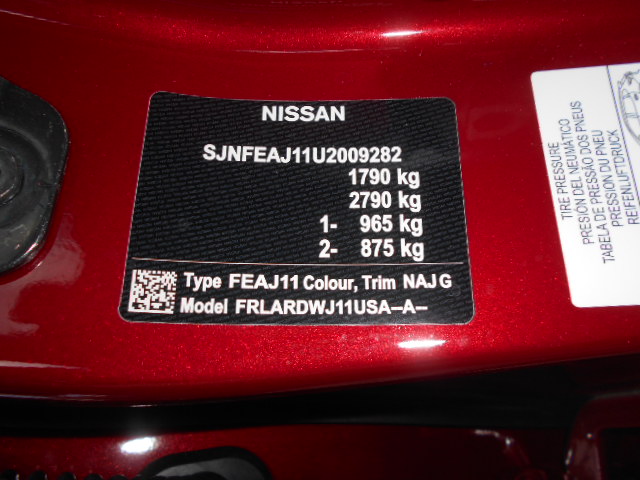 NISSAN
SJNFEAJ11U2009282
1790 kg
2790 kg
1- 965 kg
2- 875 kg
Type FEAJ11 Colour, Trim NAJ G
Model FRLARDWJ11USA--A--
TIRE PRESSURE
PRESIÓN DEL NEUMÁTICO
TABELA DE PRESSÃO DOS PNEUS
PRESSION DU PNEU
REIFENLUFTDRUCK